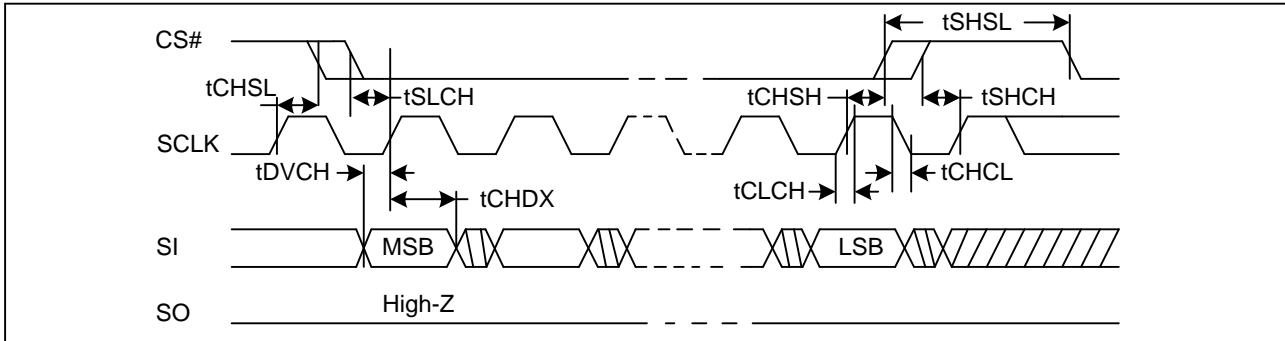 tSHSL
CS#
tCHSL
tSLCH
tCHSH
tSHCH
SCLK
tDVCH
tCHDX
tCLCH
tCHCL
SI
MSB
LSB
SO
High-Z